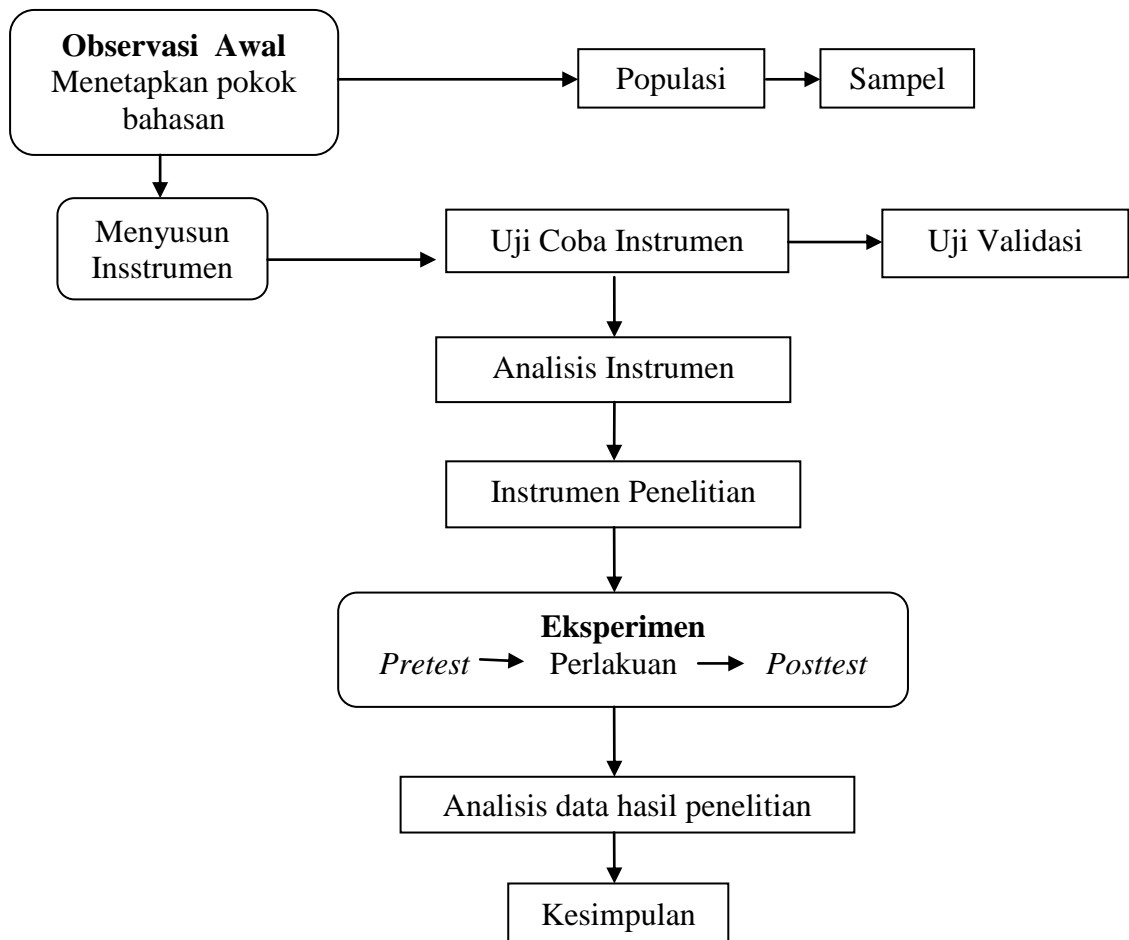 Observasi Awal
Menetapkan pokok
bahasan
Populasi
Sampel
Menyusun
Insstrumen
Uji Coba Instrumen
Uji Validasi
Analisis Instrumen
Instrumen Penelitian
Eksperimen
Pretest Perlakuan Posttest
Analisis data hasil penelitian
Kesimpulan